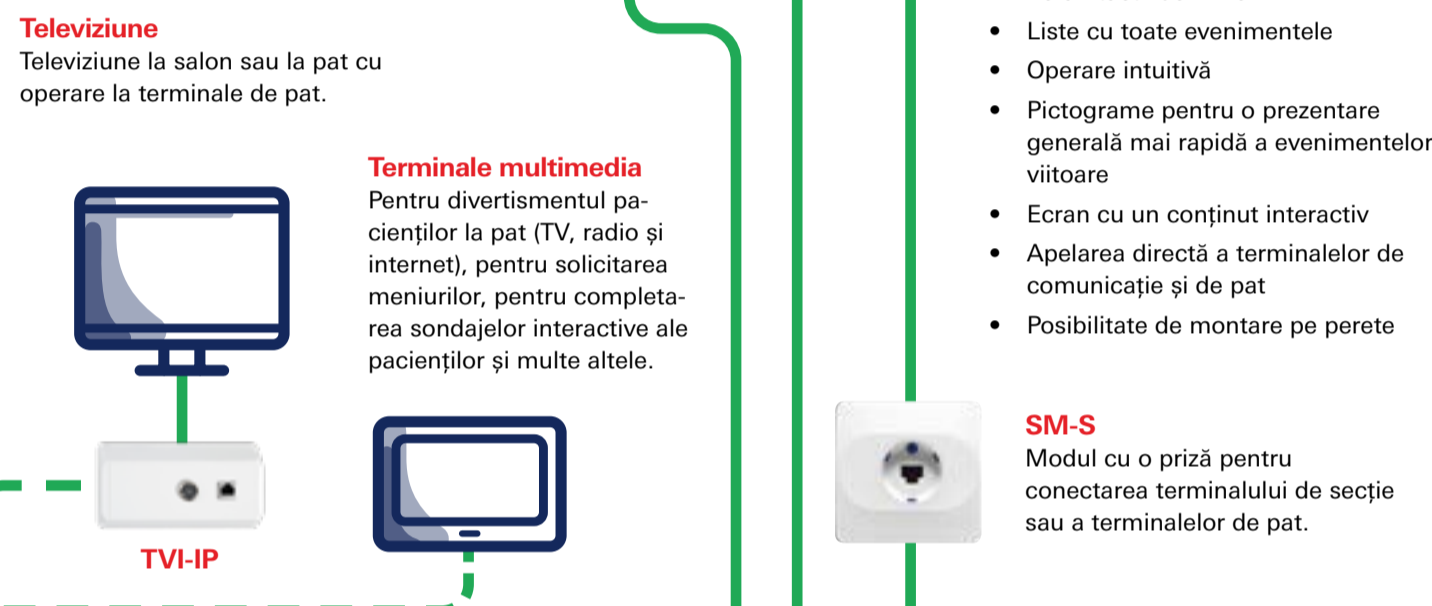 Televiziune
Televiziune la salon sau la pat cu
operare la terminale de pat.
Terminale multimedia
Pentru divertismentul pa-
cienților la pat (TV, radio și
internet), pentru solicitarea
meniurilor, pentru completa-
rea sondajelor interactive ale
pacienților și multe altele.
TVI-IP
• Liste cu toate evenimentele
• Operare intuitivă
• Pictograme pentru o prezentare
generală mai rapidă a evenimentelor
viitoare
• Ecran cu un conținut interactiv
• Apelarea directă a terminalelor de
comunicație și de pat
• Posibilitate de montare pe perete
SM-S
Modul cu o priză pentru
conectarea terminalului de secție
sau a terminalelor de pat.